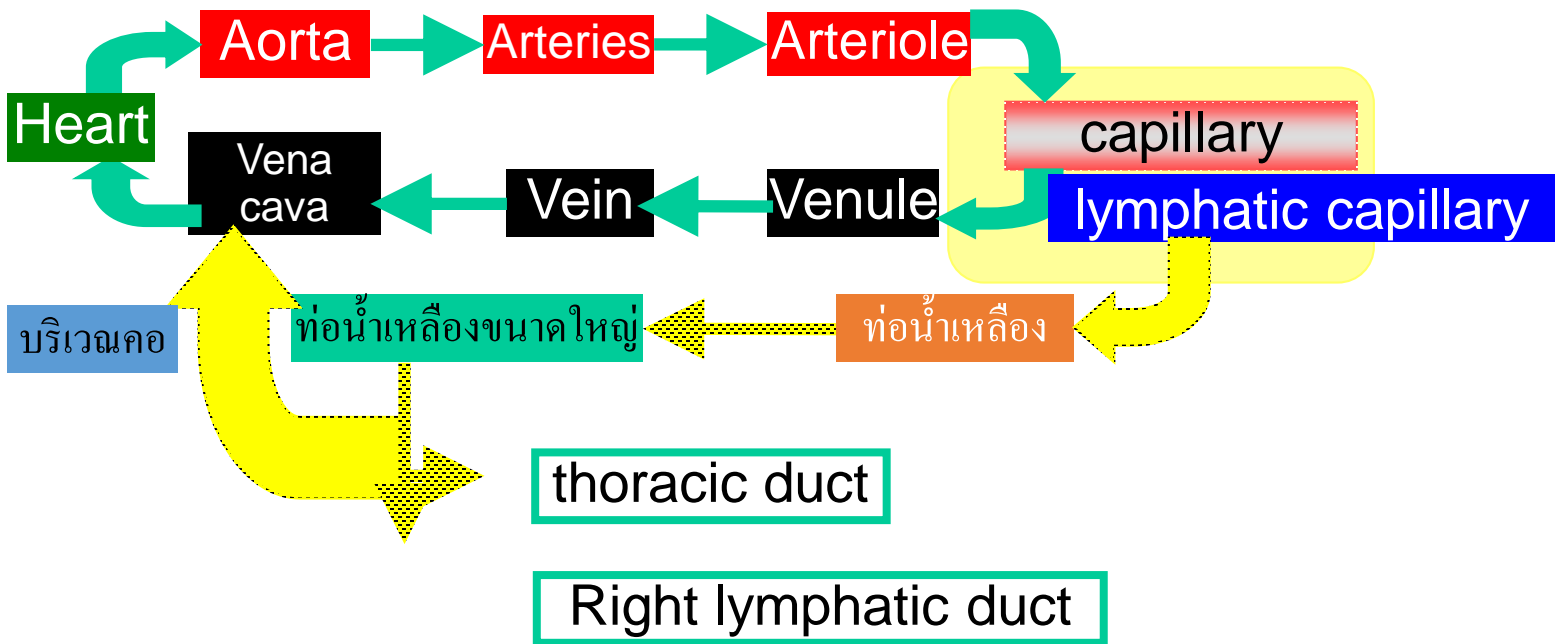 Aorta
Arteries
Arteriole
Heart
capillary
Vena
cava
Vein
Venule
lymphatic capillary
บริเวณคอ
ท่อน้ำเหลืองขนาดใหญ่
ท่อน้ำเหลือง
thoracic duct
Right lymphatic duct